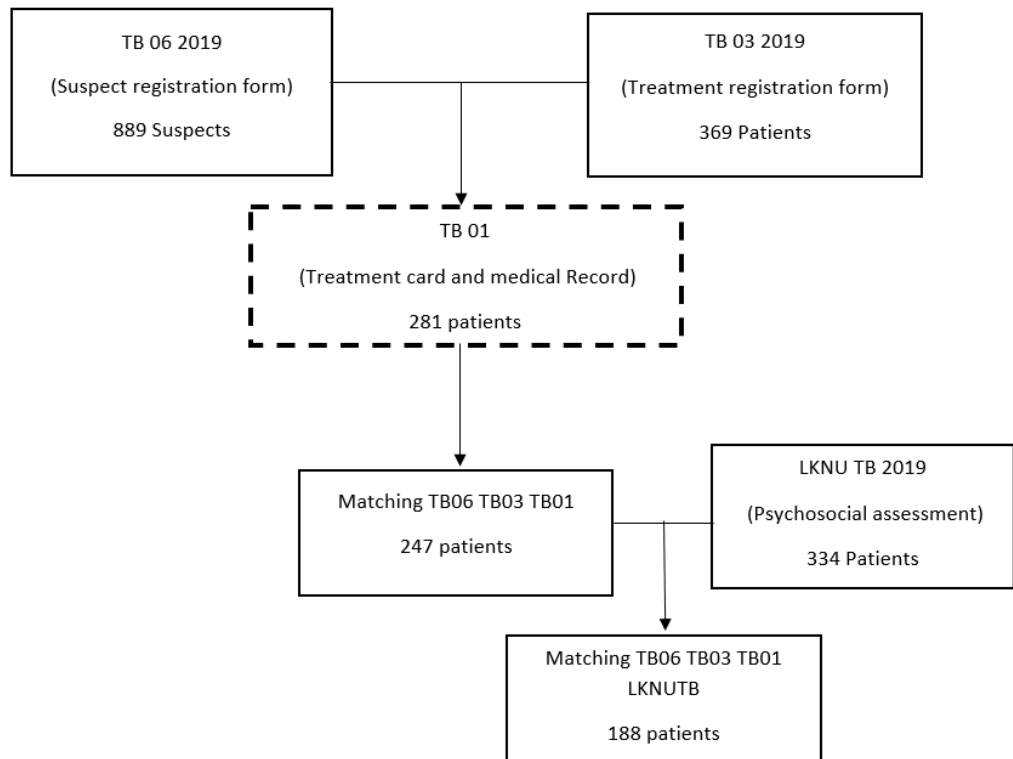 TB 06 2019
(Suspect registration form)
889 Suspects
TB 03 2019
(Treatment registration form)
369 Patients
TB 01
(Treatment card and medical Record)
281 patients
Matching TB06 TB03 TB01
247 patients
LKNU TB 2019
(Psychosocial assessment)
334 Patients
Matching TB06 TB03 TB01
LKNUTB
188 patients